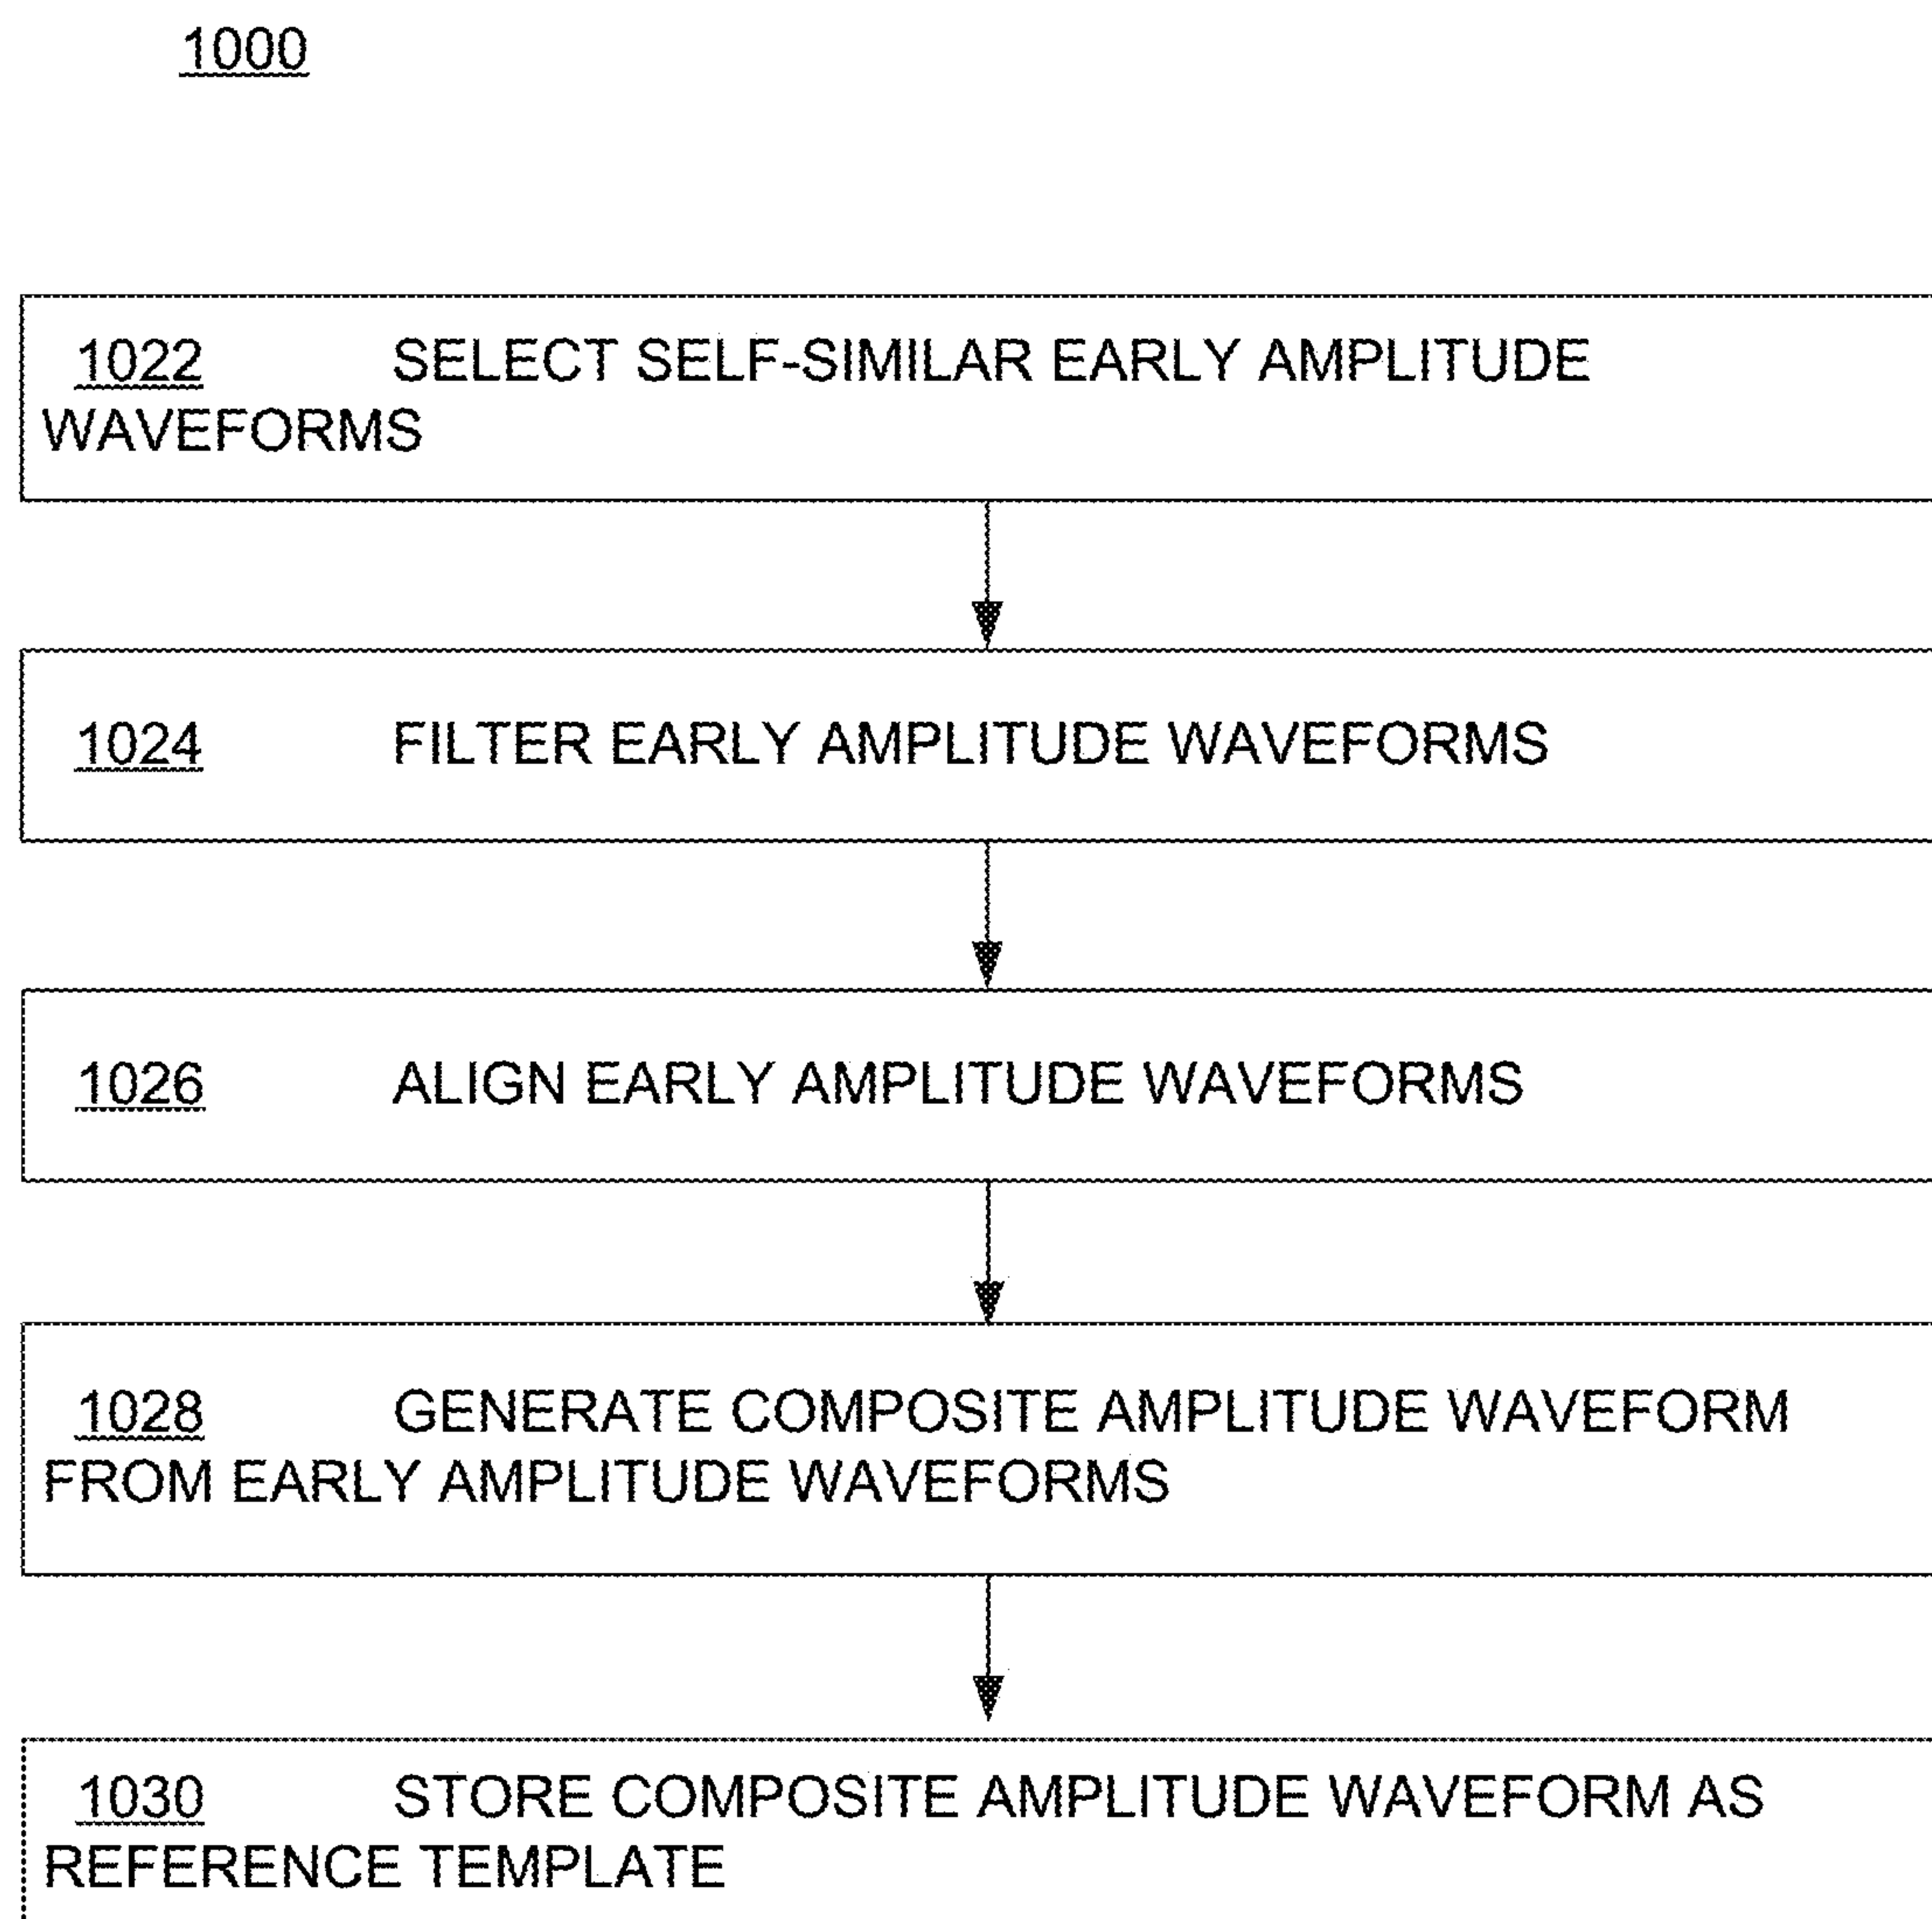 1000
1022 SELECT SELF-SIMILAR EARLY AMPLITUDE
WAVEFORMS
1024 FILTER EARLY AMPLITUDE WAVEFORMS
1026 ALIGN EARLY AMPLITUDE WAVEFORMS
1028 GENERATE COMPOSITE AMPLITUDE WAVEFORM
FROM EARLY AMPLITUDE WAVEFORMS
1030 STORE COMPOSITE AMPLITUDE WAVEFORM AS
REFERENCE TEMPLATE